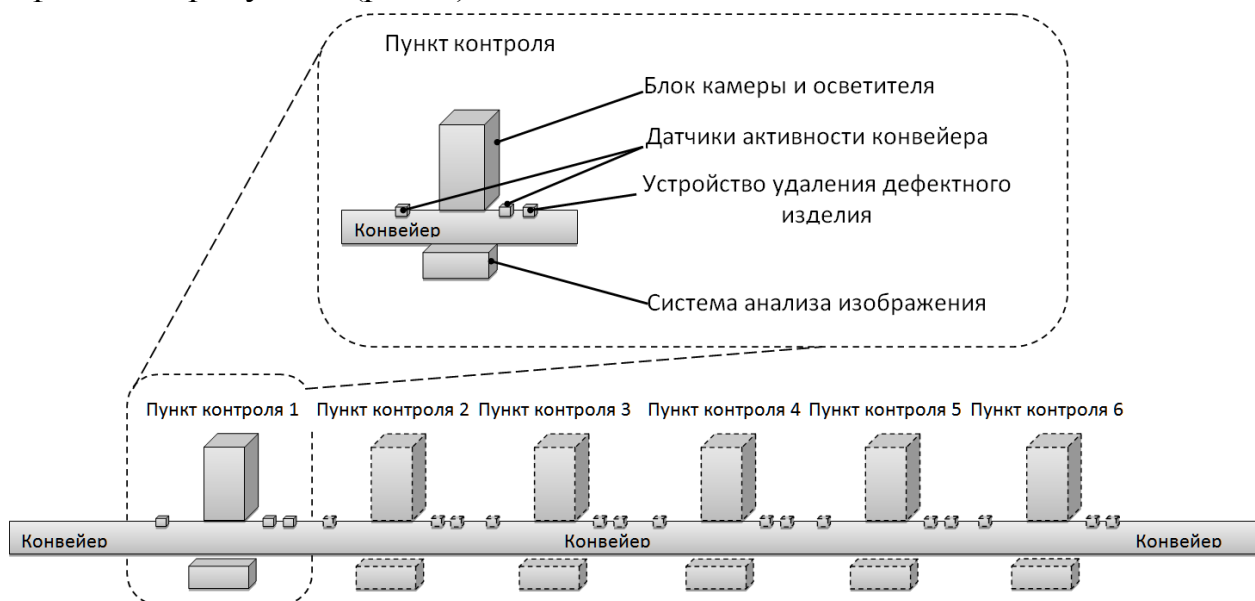 Пункт контроля
Блок камеры и осветителя
Датчики активности конвейера
Устройство удаления дефектного
изделия
Конвейер
Система анализа изображения
Пункт контроля 1 Пункт контроля 2 Пункт контроля 3 Пункт контроля 4 Пункт контроля 5 Пункт контроля 6
Конвейер Конвейер Конвейер